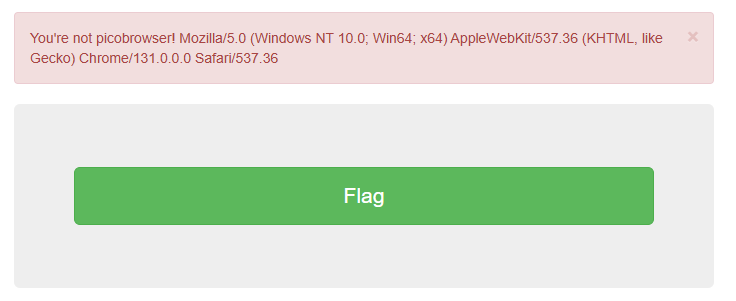 You're not picobrowser! Mozilla/5.0 (Windows NT 10.0; Win64; x64) AppleWebKit/537.36 (KHTML, like
Gecko) Chrome/131.0.0.0 Safari/537.36
×
Flag